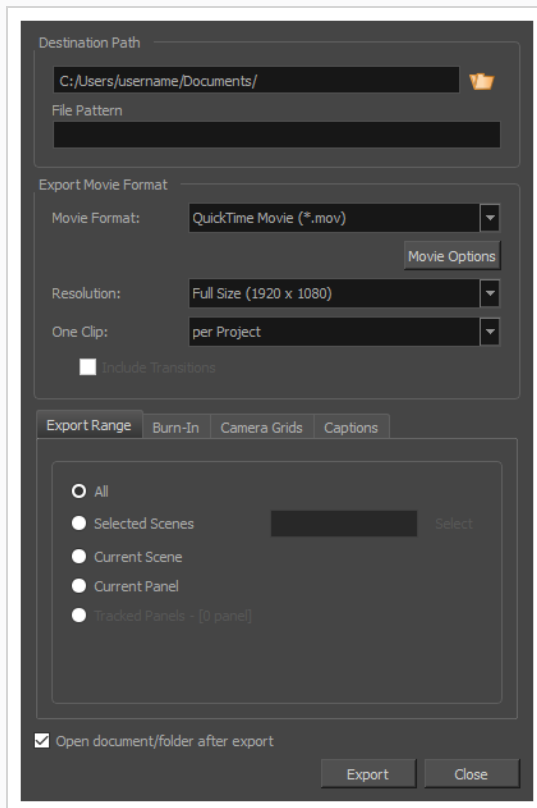 Destination Path
C:/Users/username/Documents/
File Pattern
Export Movie Format
Movie Format: QuickTime Movie (*.mov)
Movie Options
Resolution: Full Size (1920 x 1080)
One Clip: per Project
Include Transitions
Export Range Burn-In Camera Grids Captions
All
Selected Scenes Select
Current Scene
Current Panel
Tracked Panels - [0 panel]
Open document/folder after export
Export Close